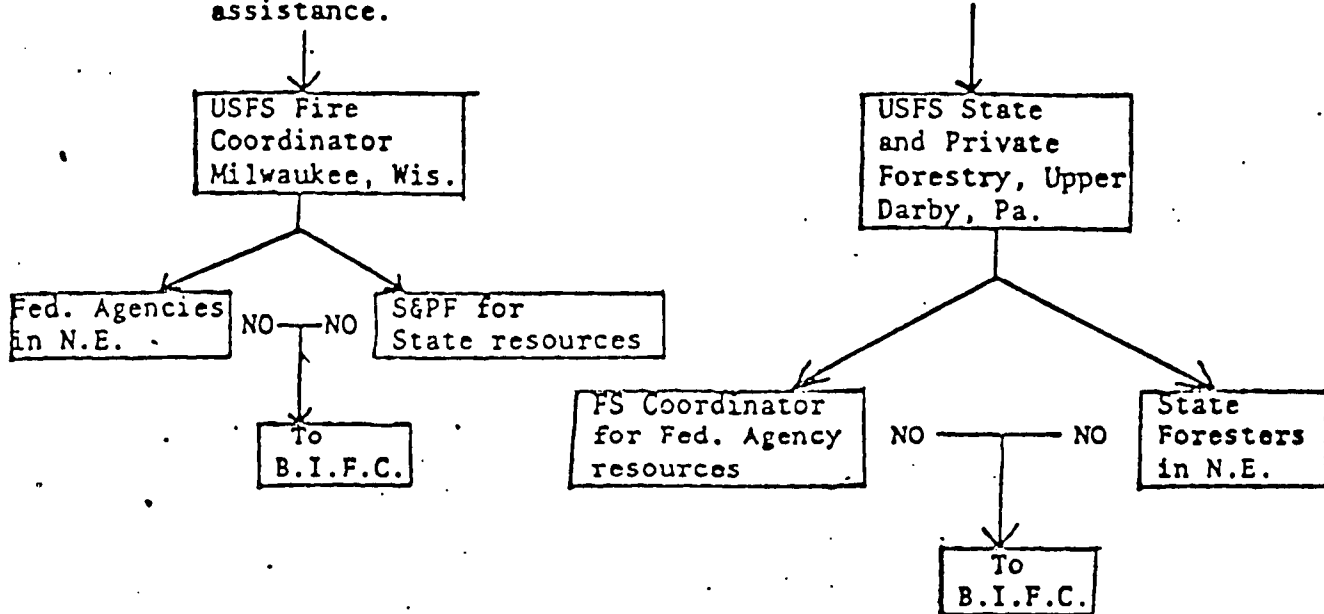 assistance.
USFS Fire
Coordinator
Milwaukee, Wis.
USFS State
and Private
Forestry, Upper
Darby, Pa.
Fed. Agencies
in N.E.
NO
NO
S&PF for
State resources
To
B.I.F.C.
FS Coordinator
for Fed. Agency
resources
NO
NO
State
Foresters
in N.E.
To
B.I.F.C.